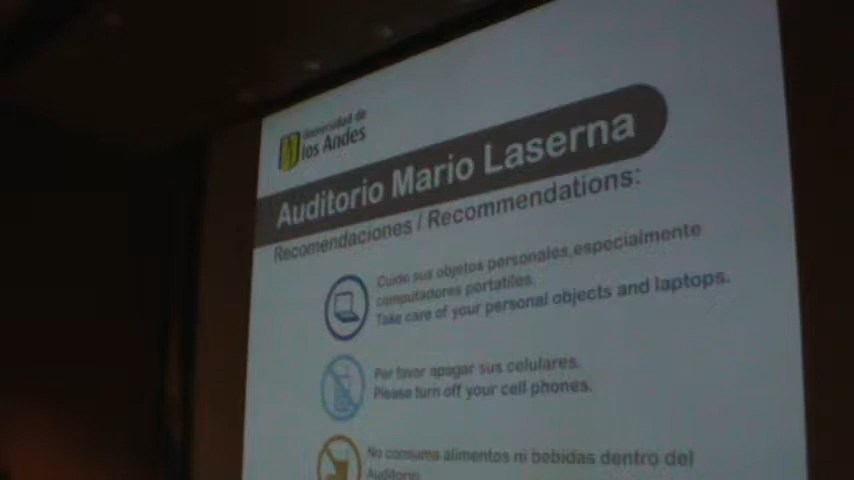 Universidad de
los Andes
Auditorio Mario Laserna
Recomendaciones / Recommendations:
Cuide sus objetos personales,especialmente
computadores portatiles.
Take care of your personal objects and laptops.
Por favor apagar sus celulares.
Please turn off your cell phones.
No consuma alimentos ni bebidas dentro del
Auditorio.